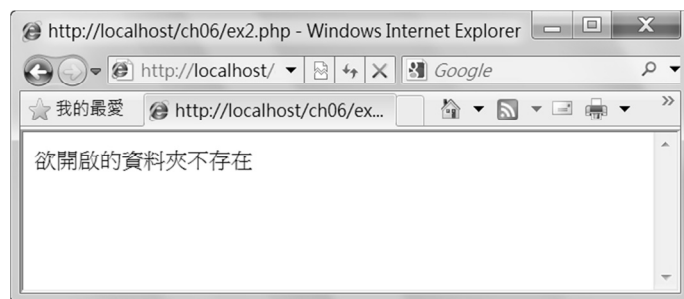 http://localhost/ch06/ex2.php - Windows Internet Explorer
http://localhost/
Google
我的最愛
http://localhost/ch06/ex...
欲開啟的資料夾不存在